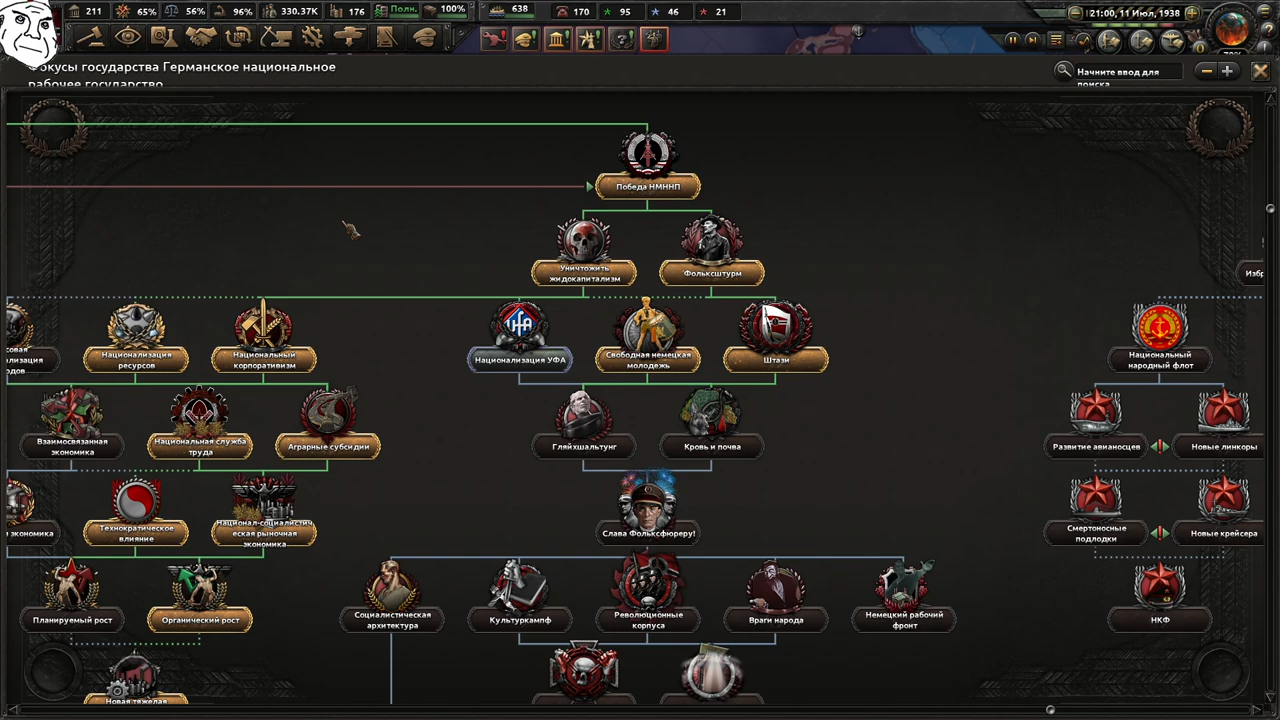 211
65%
56%
96%
330.37K
176
Полн.
100%
638
170
95
46
21
21:00, 11 Июл, 1938
Фокусы государства Германское национальное
рабочее государство
Начните ввод для
поиска
Победа НМННП
Уничтожить
жидокапитализм
Фольксштурм
Национализация
ресурсов
Национальный
корпоративизм
Национализация УФА
Свободная немецкая
молодежь
Штази
Национальный
народный флот
Взаимосвязанная
экономика
Национальная служба
труда
Аграрные субсидии
Гляйхшальтунг
Кровь и почва
Развитие авианосцев
Новые линкоры
экономика
Технократическое
влияние
Национал-социалистич
еская рыночная
экономика
Слава Фольксфюреру!
Смертоносные
подлодки
Новые крейсера
Планируемый рост
Органический рост
Социалистическая
архитектура
Культуркампф
Революционные
корпуса
Враги народа
Немецкий рабочий
фронт
НКФ
Новая тяжелая